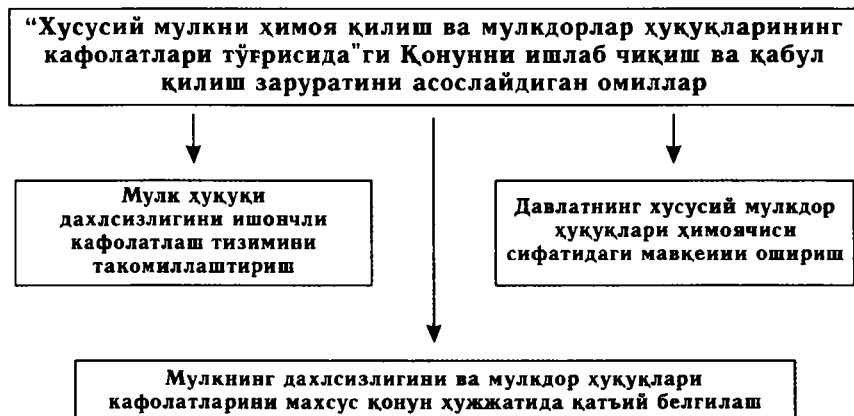 “Хусусий мулкни ҳимоя қилиш ва мулкдорлар ҳуқуқларининг
кафолатлари тўғрисида”ги Қонунни ишлаб чиқиш ва қабул
қилиш заруратини асослайдиган омиллар
Мулк ҳуқуқи
дахлсизлигини ишончли
кафолатлаш тизимини
такомиллаштириш
Давлатнинг хусусий мулкдор
ҳуқуқлари ҳимоячиси
сифатидаги мавқеини ошириш
Мулкнинг дахлсизлигини ва мулкдор ҳуқуқлари
кафолатларини махсус қонун ҳужжатида қатъий белгилаш